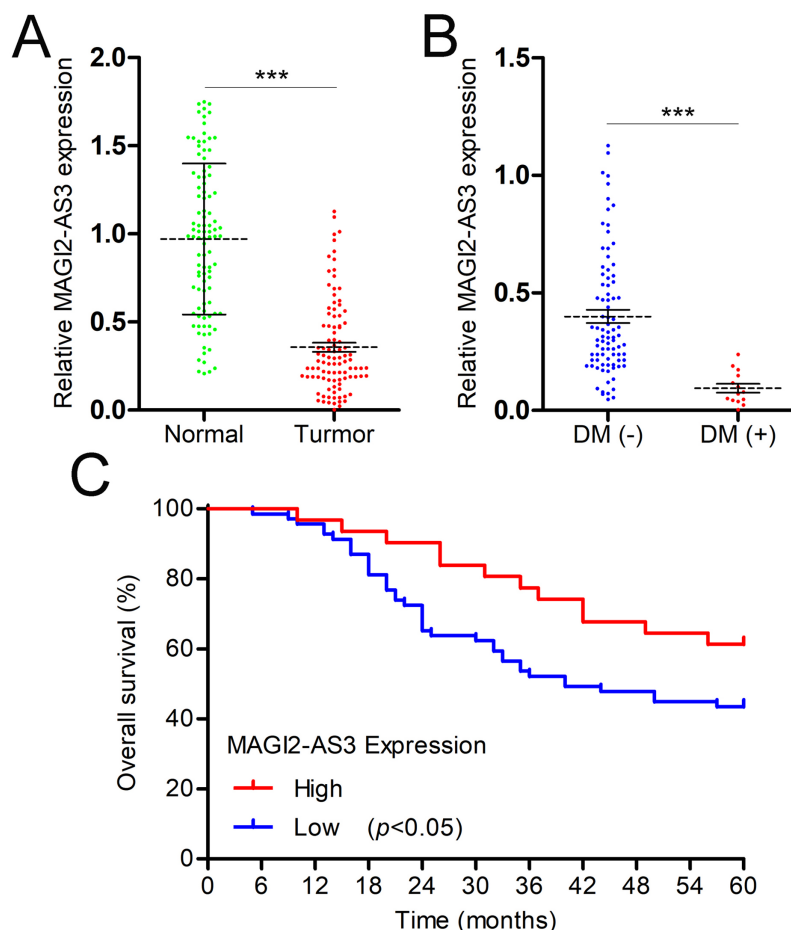 A
Relative MAGI2-AS3 expression
2.0
1.5
1.0
0.5
0.0
***
Normal Turmor
B
Relative MAGI2-AS3 expression
1.5
1.0
0.5
0.0
***
DM (-) DM (+)
C
Overall survival (%)
100
80
60
40
20
0
MAGI2-AS3 Expression
High
Low (p<0.05)
0 6 12 18 24 30 36 42 48 54 60
Time (months)